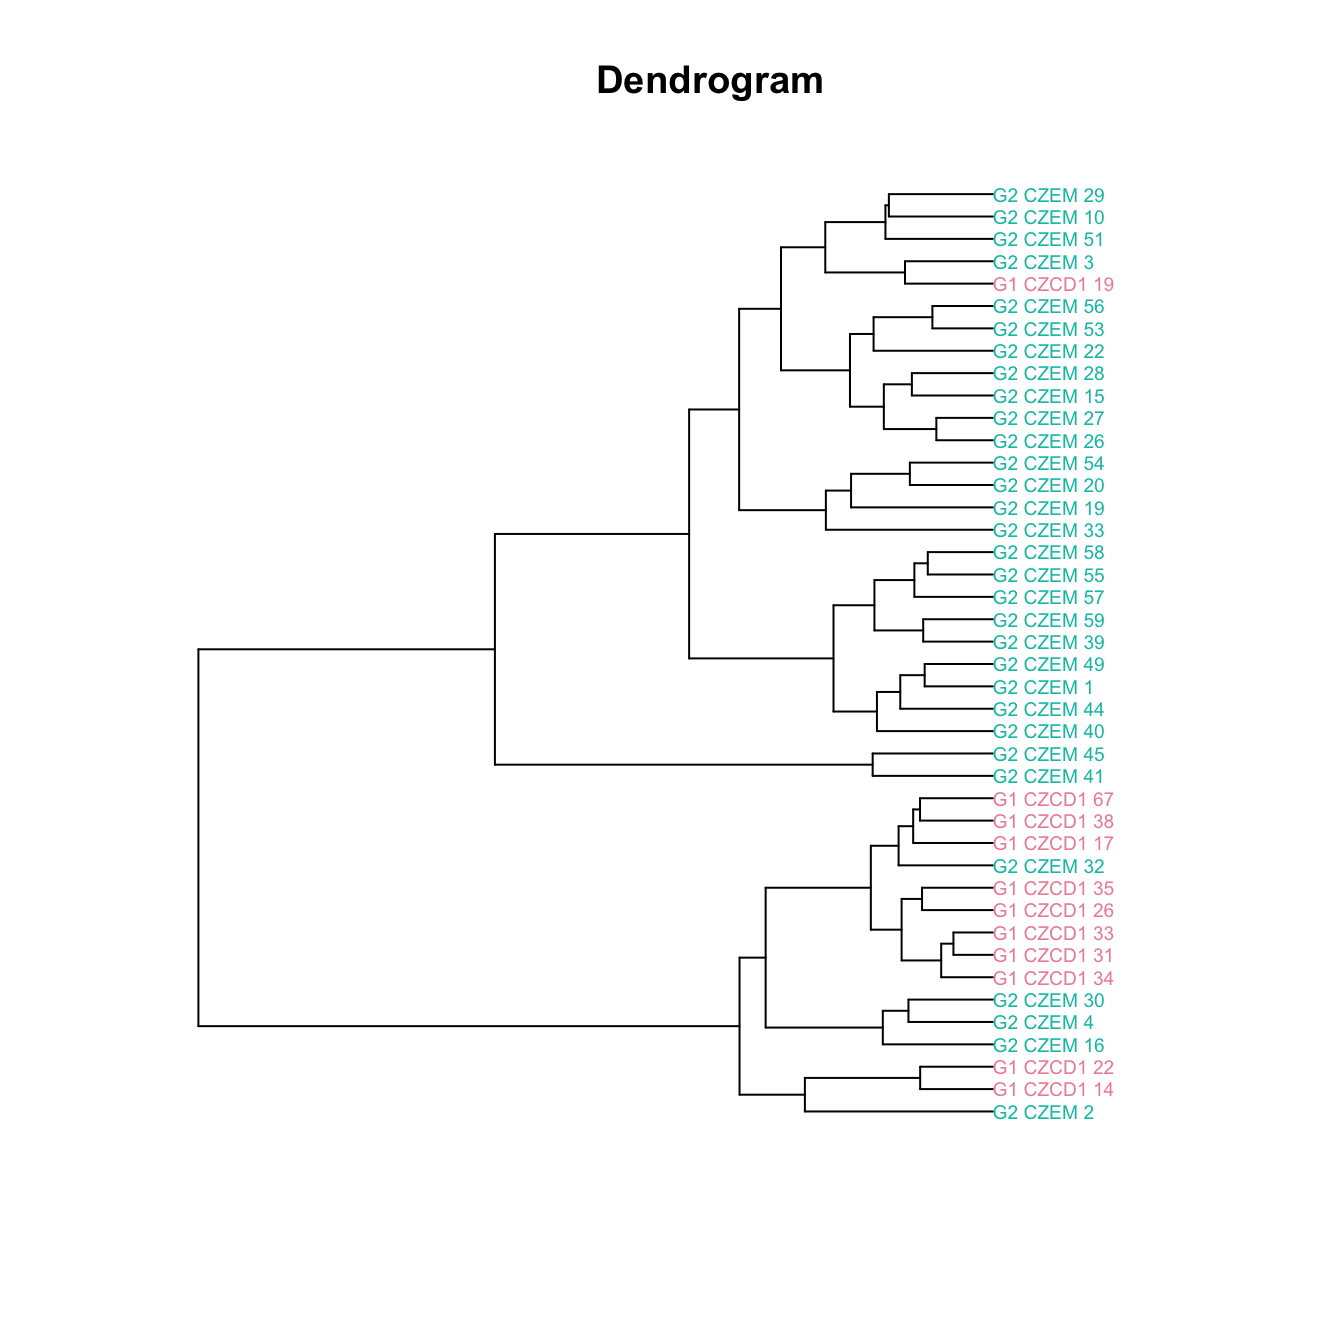 Dendrogram
G2 CZEM 29
G2 CZEM 10
G2 CZEM 51
G2 CZEM 3
G1 CZCD1 19
G2 CZEM 56
G2 CZEM 53
G2 CZEM 22
G2 CZEM 28
G2 CZEM 15
G2 CZEM 27
G2 CZEM 26
G2 CZEM 54
G2 CZEM 20
G2 CZEM 19
G2 CZEM 33
G2 CZEM 58
G2 CZEM 55
G2 CZEM 57
G2 CZEM 59
G2 CZEM 39
G2 CZEM 49
G2 CZEM 1
G2 CZEM 44
G2 CZEM 40
G2 CZEM 45
G2 CZEM 41
G1 CZCD1 67
G1 CZCD1 38
G1 CZCD1 17
G2 CZEM 32
G1 CZCD1 35
G1 CZCD1 26
G1 CZCD1 33
G1 CZCD1 31
G1 CZCD1 34
G2 CZEM 30
G2 CZEM 4
G2 CZEM 16
G1 CZCD1 22
G1 CZCD1 14
G2 CZEM 2